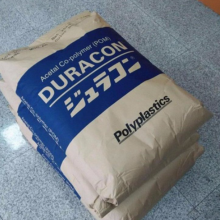 Acetal Co-polymer (POM)
DURACON
ジュラコン
Polyplastics